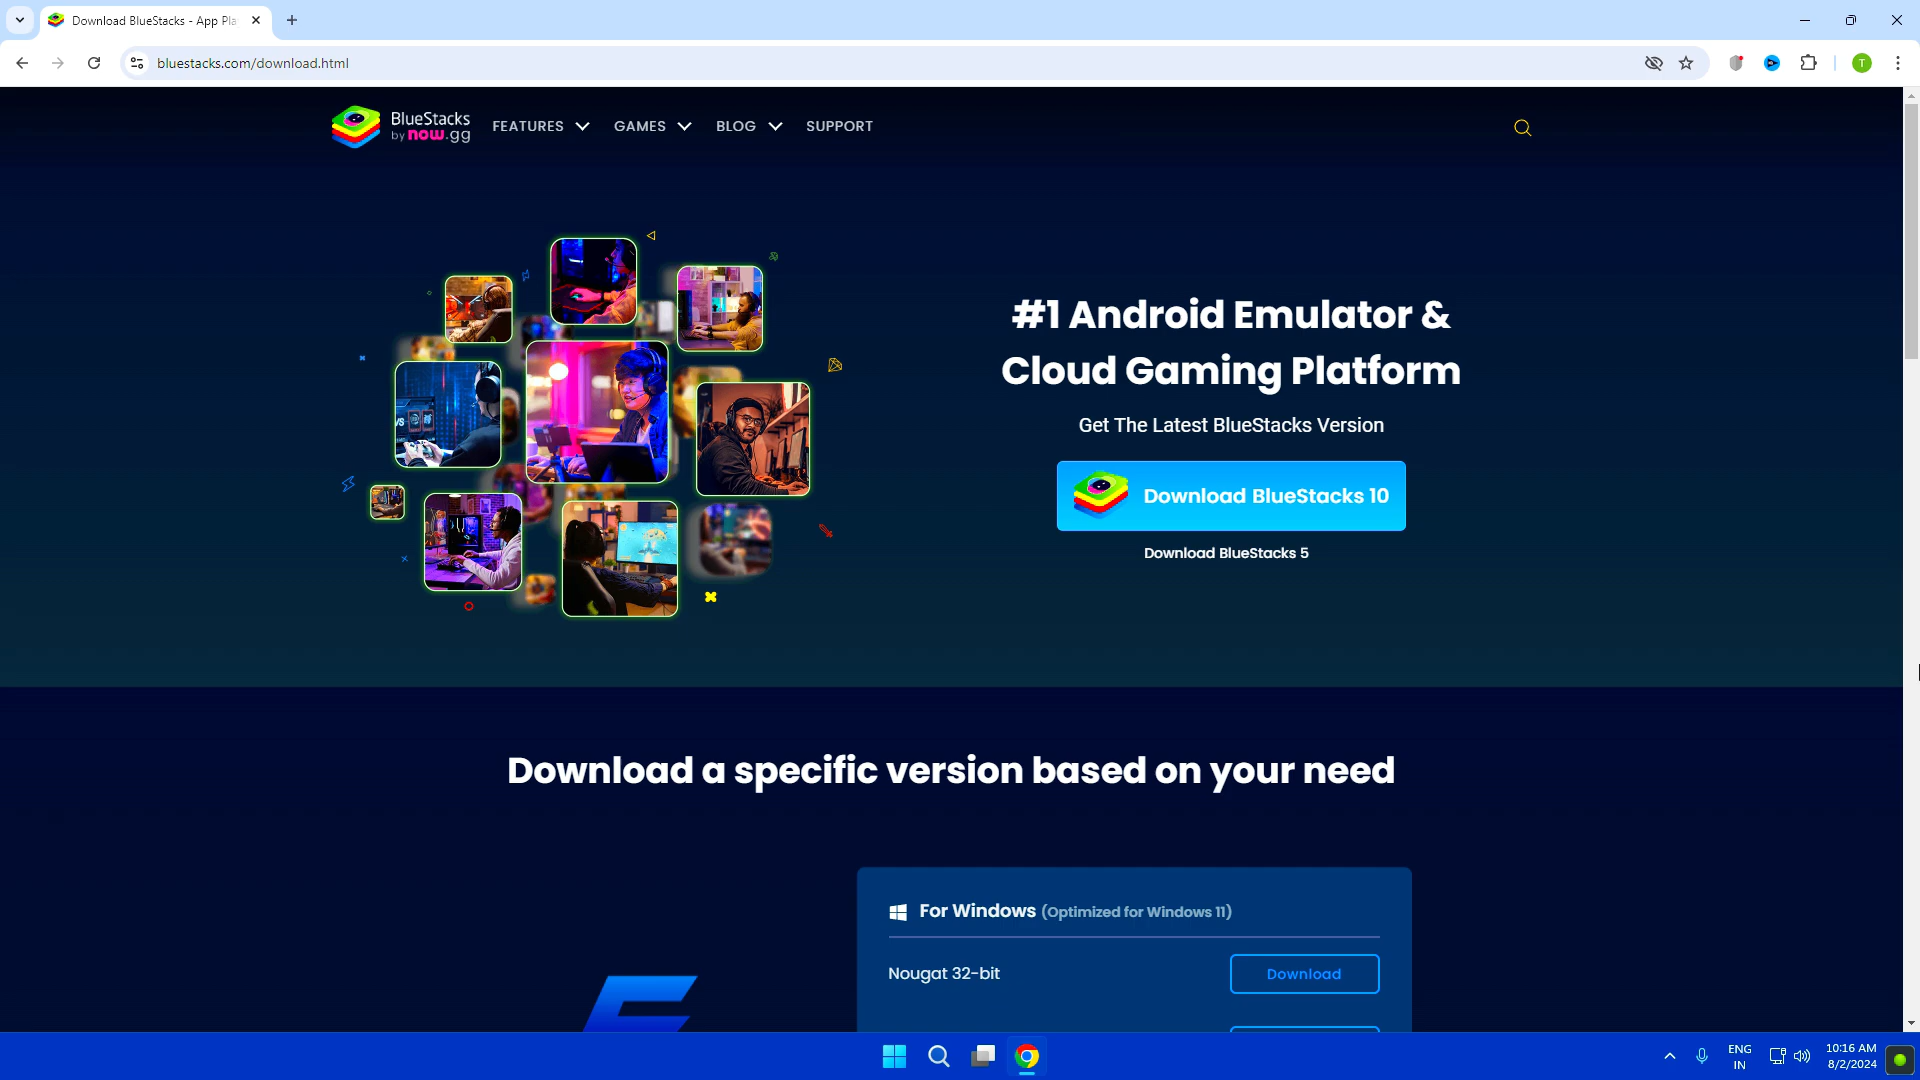 Download BlueStacks - App Pla
bluestacks.com/download.html
T
BlueStacks
by now.gg
FEATURES
GAMES
BLOG
SUPPORT
#1 Android Emulator &
Cloud Gaming Platform
Get The Latest BlueStacks Version
Download BlueStacks 10
Download BlueStacks 5
VS
Download a specific version based on your need
For Windows (Optimized for Windows 11)
Nougat 32-bit
Download
ENG
IN
10:16 AM
8/2/2024